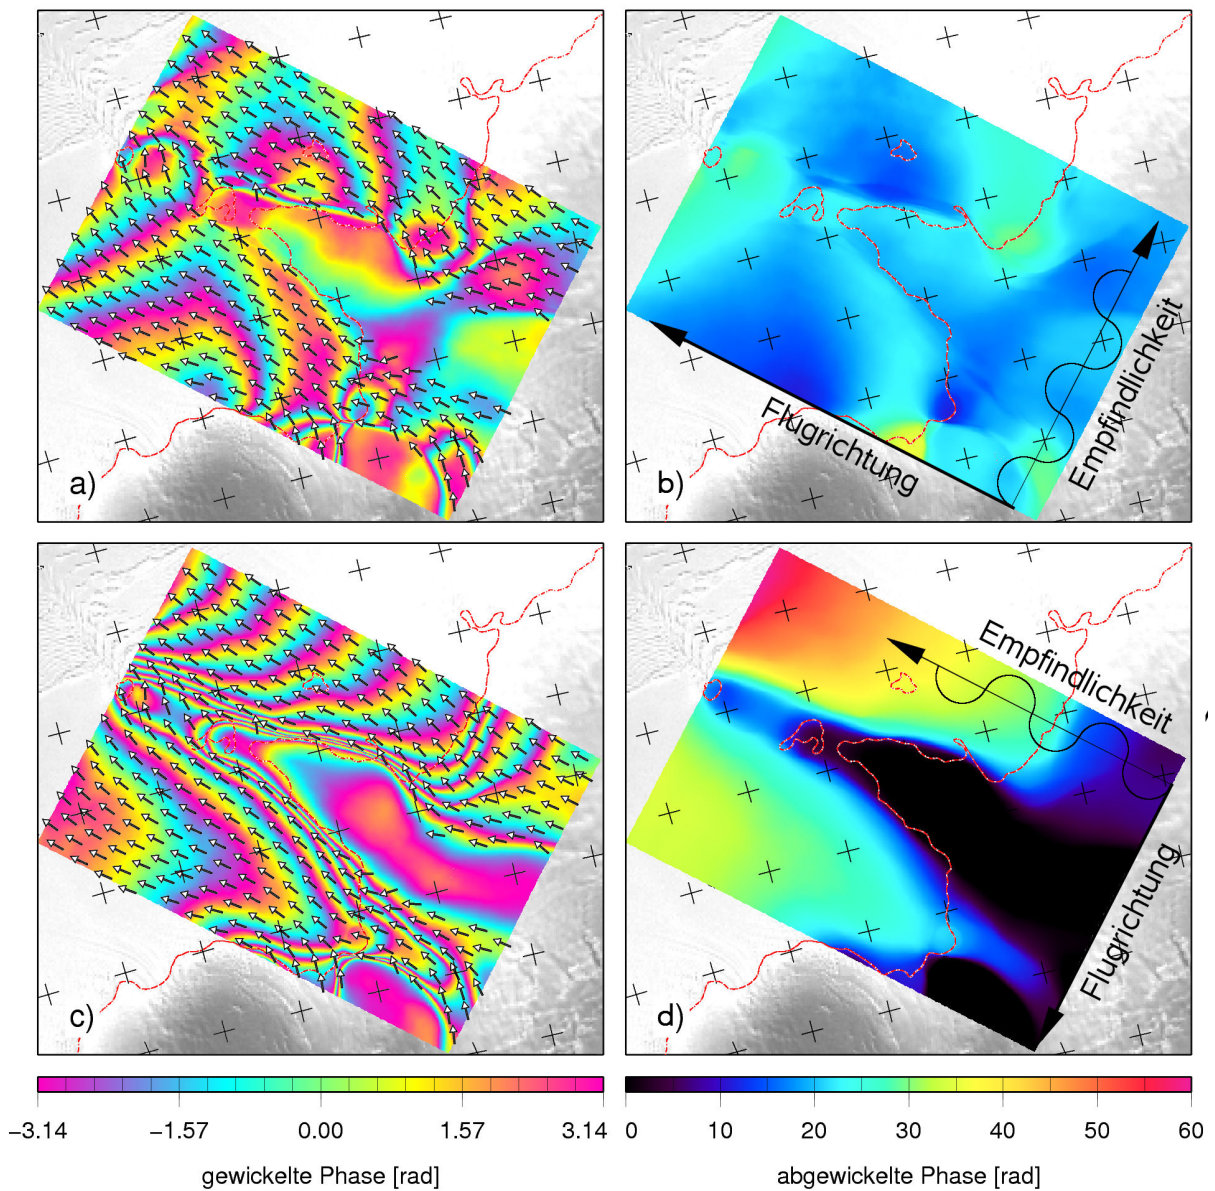 a)
b)
Flugrichtung
Empfindlichkeit
c)
d)
Empfindlichkeit
Flugrichtung
−3.14 −1.57 0.00 1.57 3.14
gewickelte Phase [rad]
0 10 20 30 40 50 60
abgewickelte Phase [rad]